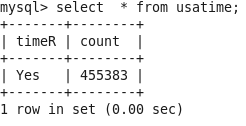 mysql> select  * from usatime;
+-------+--------+
| timeR | count  |
+-------+--------+
| Yes   | 455383 |
+-------+--------+
1 row in set (0.00 sec)